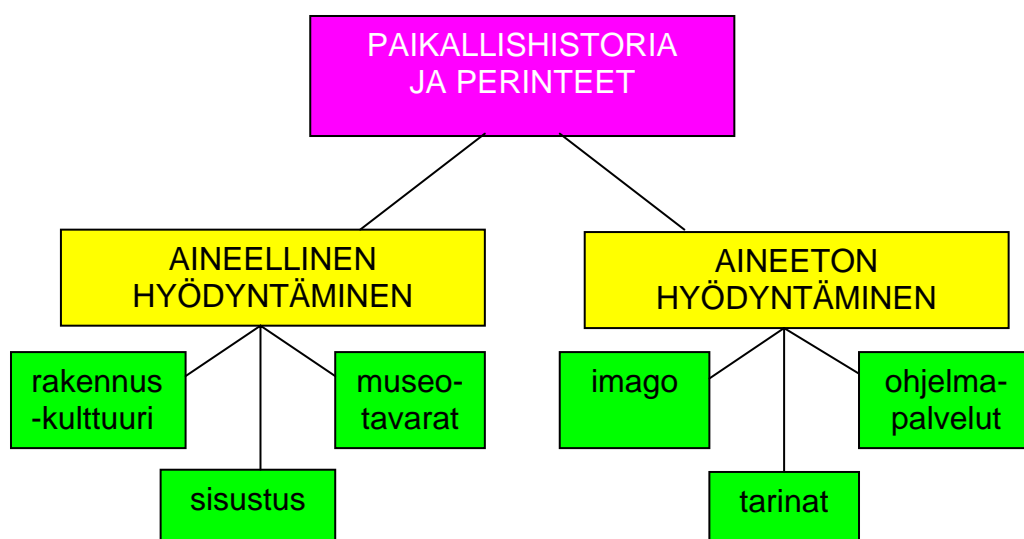 PAIKALLISHISTORIA
JA PERINTEET
AINEELLINEN
HYÖDYNTÄMINEN
AINEETON
HYÖDYNTÄMINEN
rakennus
-kulttuuri
museo-
tavarat
imago
ohjelma-
palvelut
sisustus
tarinat